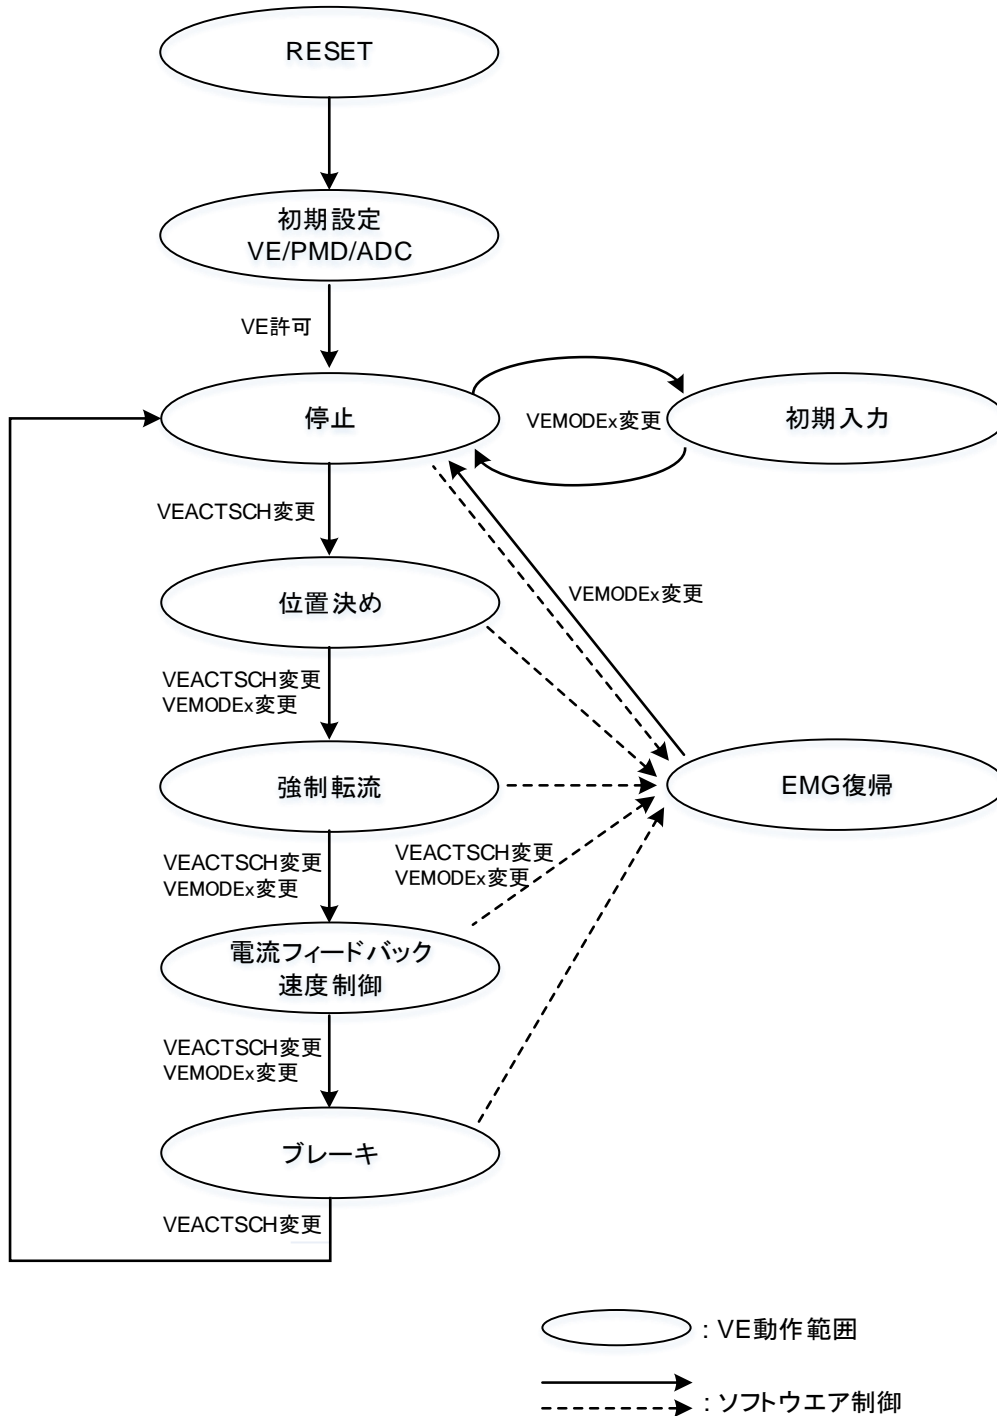 RESET
初期設定
VE/PMD/ADC
VE許可
停止
VEMODEx変更
初期入力
VEACTSCH変更
位置決め
VEMODEx変更
VEACTSCH変更
VEMODEx変更
強制転流
EMG復帰
VEACTSCH変更
VEMODEx変更
VEACTSCH変更
VEMODEx変更
電流フィードバック
速度制御
VEACTSCH変更
VEMODEx変更
ブレーキ
VEACTSCH変更
: VE動作範囲
: ソフトウエア制御